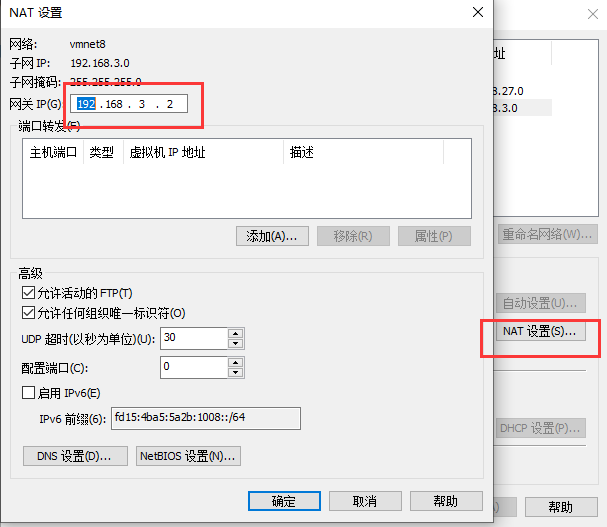 NAT 设置
网络: vmnet8
子网 IP: 192.168.3.0
子网掩码: 255.255.255.0
网关 IP(G): 192 . 168 . 3 . 2
端口转发(F)
主机端口 类型 虚拟机 IP 地址 描述
添加(A)... 移除(R) 属性(P)
高级
允许活动的 FTP(T)
允许任何组织唯一标识符(O)
UDP 超时(以秒为单位)(U): 30
配置端口(C): 0
启用 IPv6(E)
IPv6 前缀(6): fd15:4ba5:5a2b:1008::/64
DNS 设置(D)... NetBIOS 设置(N)...
确定 取消 帮助
址
3.27.0
3.3.0
重命名网络(W)...
自动设置(U)...
NAT 设置(S)...
DHCP 设置(P)...
帮助